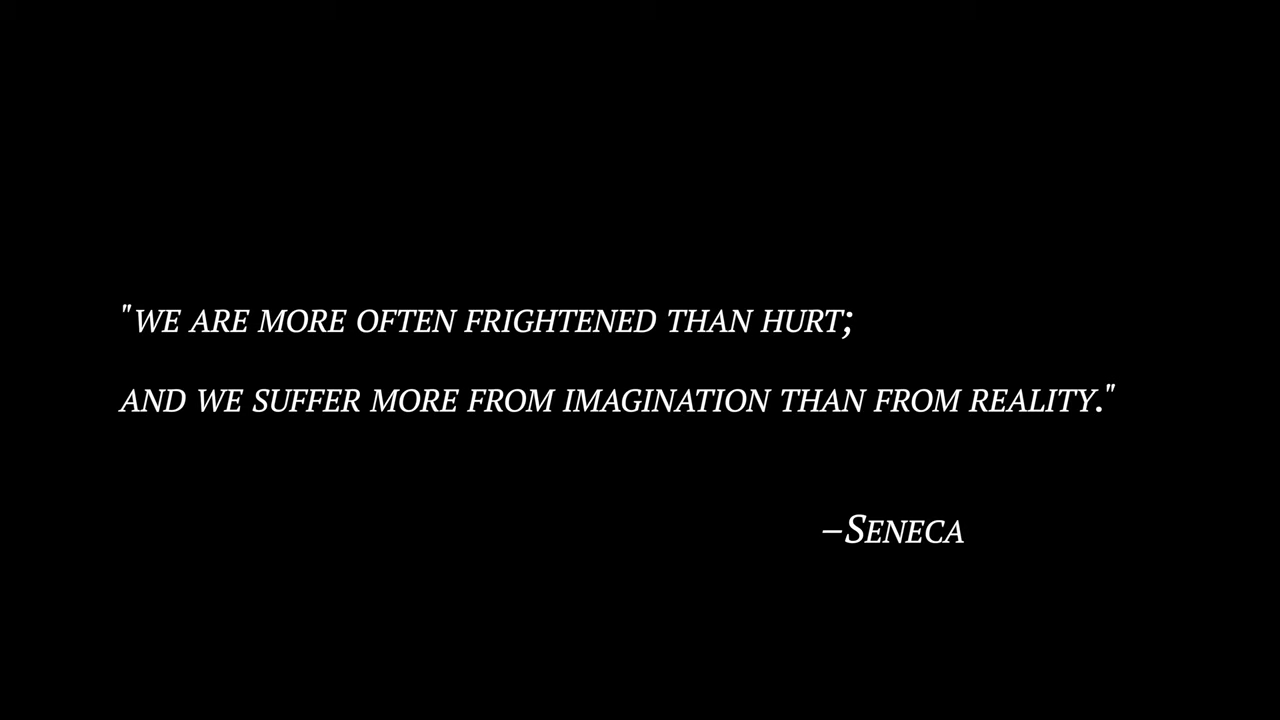 "WE ARE MORE OFTEN FRIGHTENED THAN HURT;
AND WE SUFFER MORE FROM IMAGINATION THAN FROM REALITY."
–SENECA